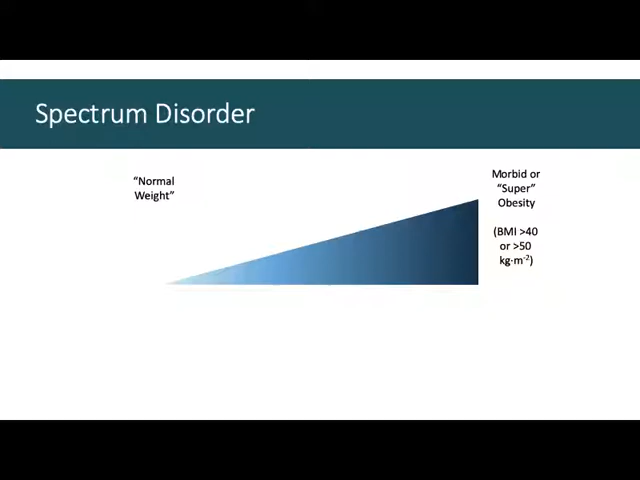 Spectrum Disorder
“Normal
Weight”
Morbid or
“Super”
Obesity
(BMI >40
or >50
kg·m⁻²)